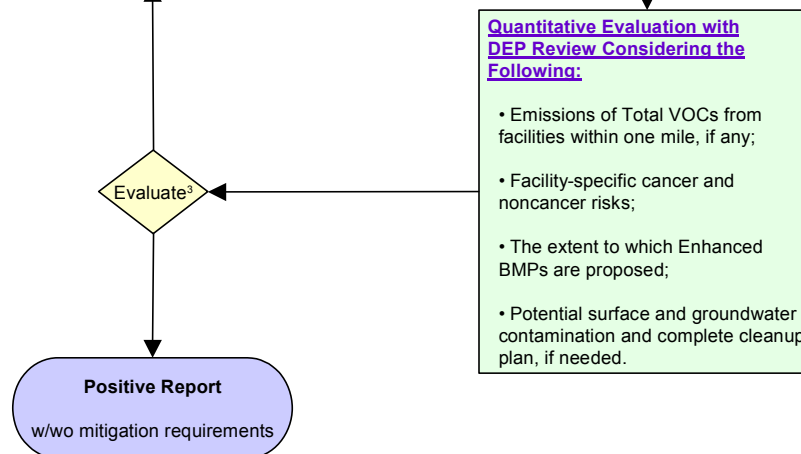 Quantitative Evaluation with
DEP Review Considering the
Following:
• Emissions of Total VOCs from
facilities within one mile, if any;
• Facility-specific cancer and
noncancer risks;
• The extent to which Enhanced
BMPs are proposed;
• Potential surface and groundwater
contamination and complete cleanup
plan, if needed.
Evaluate³
Positive Report
w/wo mitigation requirements